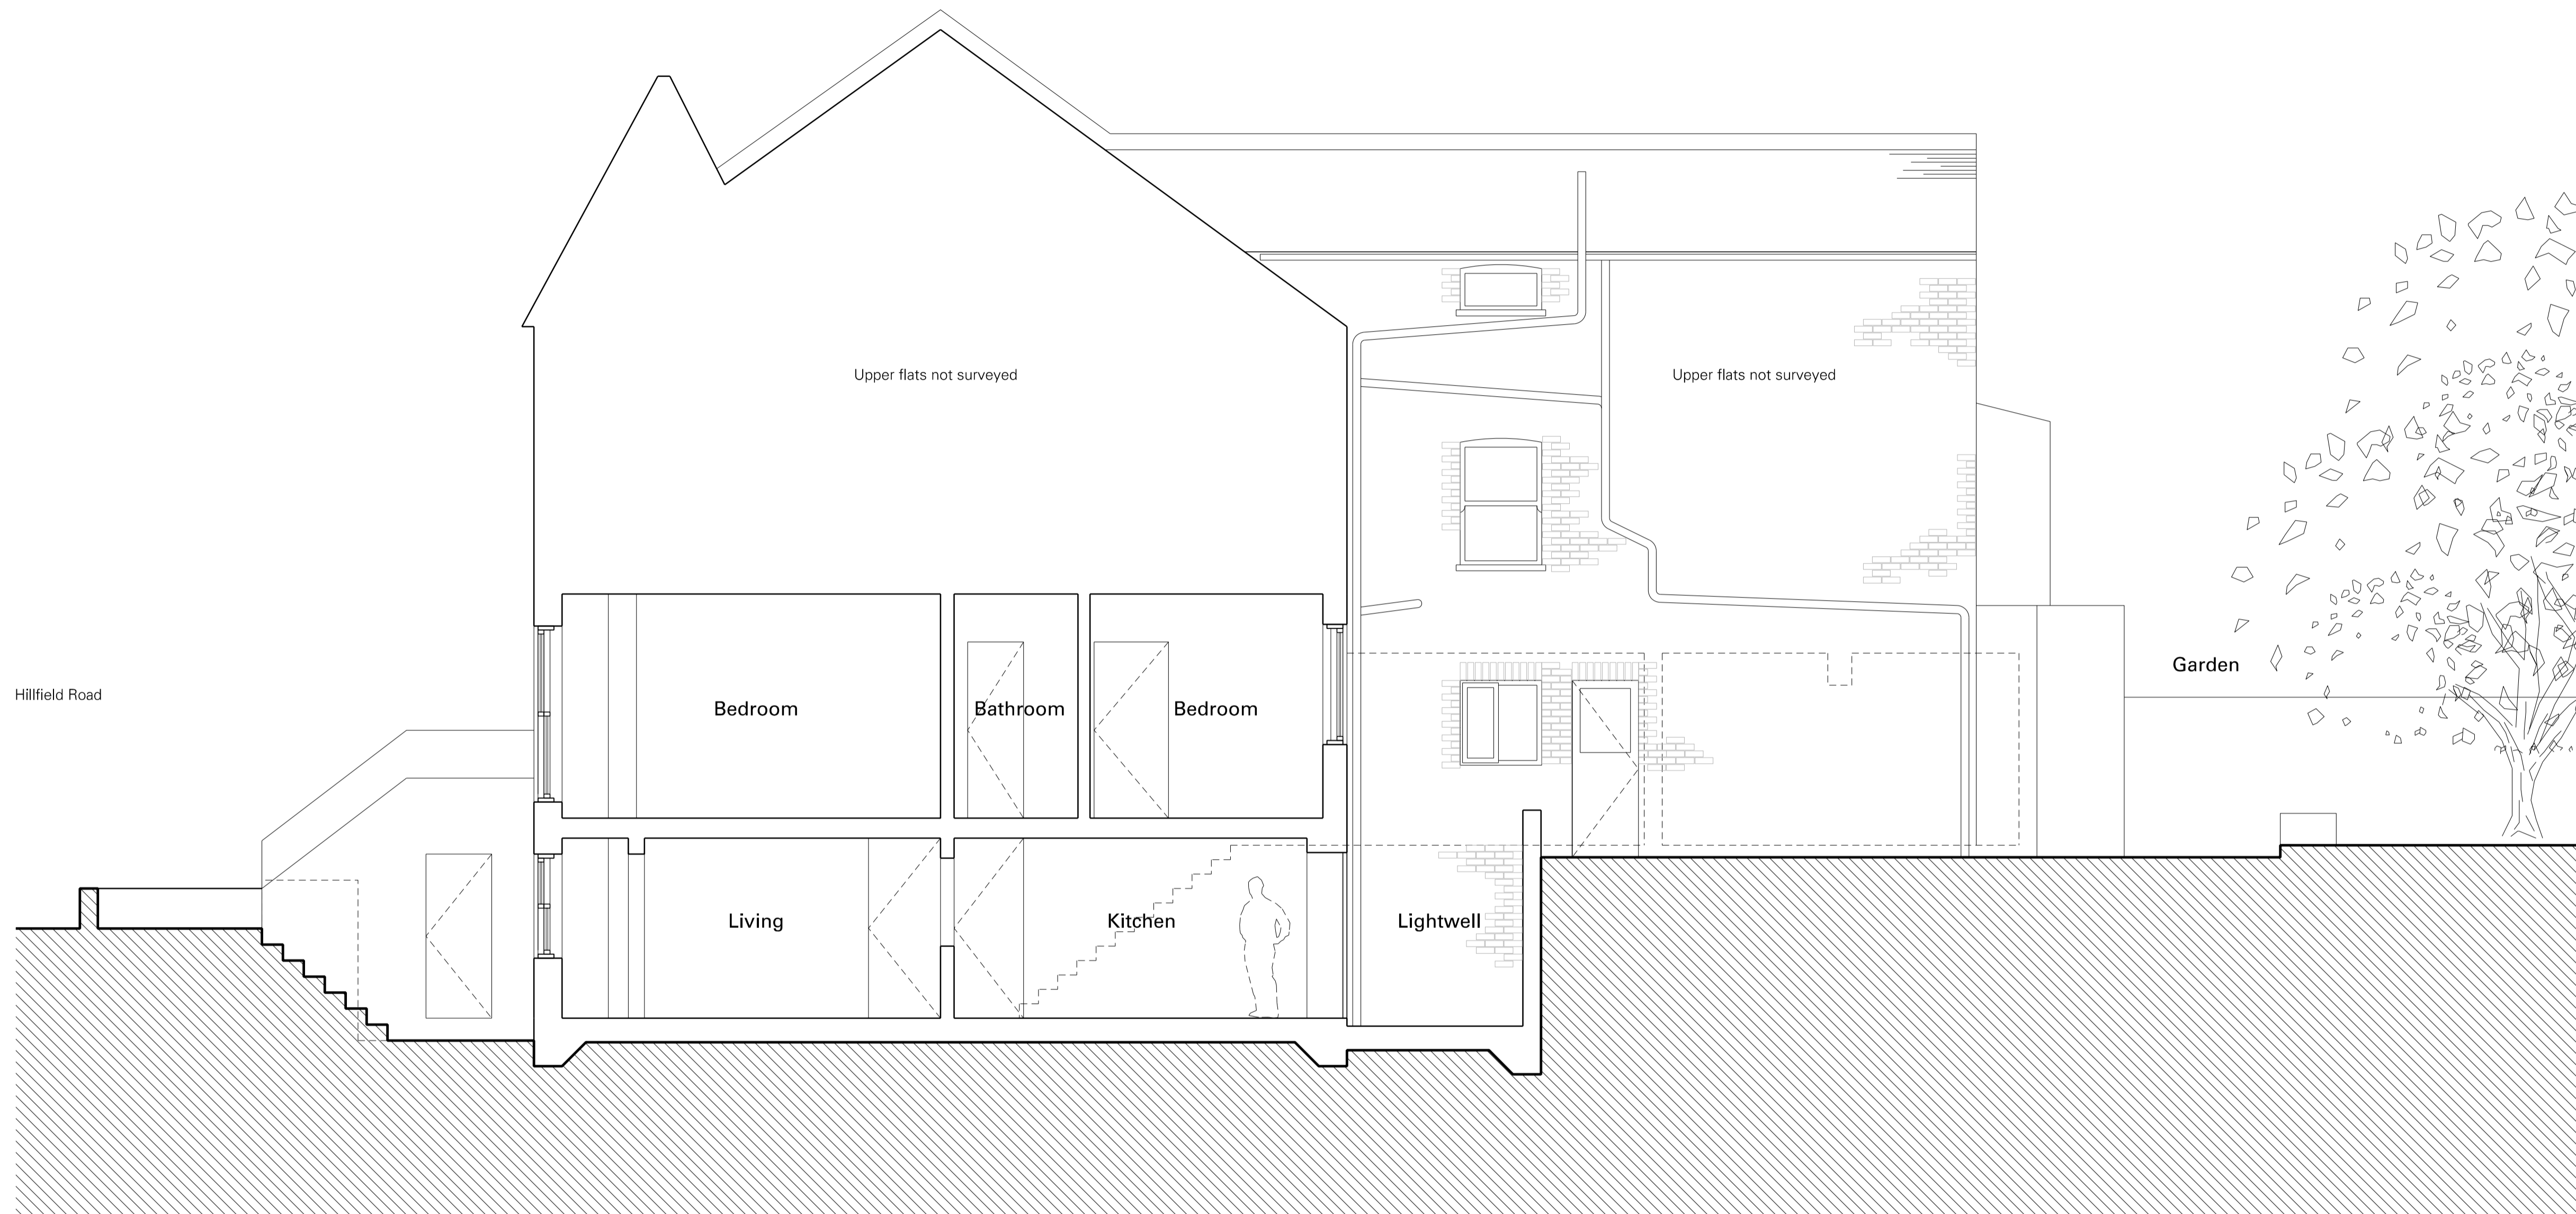 Upper flats not surveyed
Upper flats not surveyed
Garden
Hillfield Road
Bedroom
Bathroom
Bedroom
Living
Kitchen
Lightwell